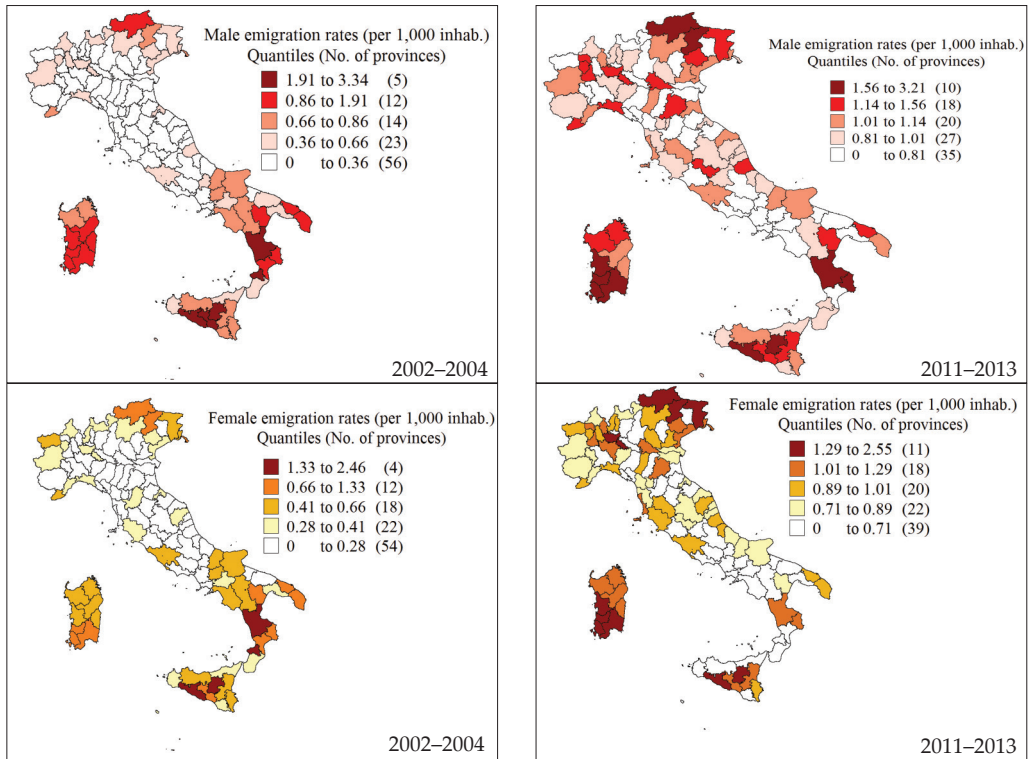 Male emigration rates (per 1,000 inhab.)
Quantiles (No. of provinces)
1.91 to 3.34 (5)
0.86 to 1.91 (12)
0.66 to 0.86 (14)
0.36 to 0.66 (23)
0 to 0.36 (56)
2002–2004
Male emigration rates (per 1,000 inhab.)
Quantiles (No. of provinces)
1.56 to 3.21 (10)
1.14 to 1.56 (18)
1.01 to 1.14 (20)
0.81 to 1.01 (27)
0 to 0.81 (35)
2011–2013
Female emigration rates (per 1,000 inhab.)
Quantiles (No. of provinces)
1.33 to 2.46 (4)
0.66 to 1.33 (12)
0.41 to 0.66 (18)
0.28 to 0.41 (22)
0 to 0.28 (54)
2002–2004
Female emigration rates (per 1,000 inhab.)
Quantiles (No. of provinces)
1.29 to 2.55 (11)
1.01 to 1.29 (18)
0.89 to 1.01 (20)
0.71 to 0.89 (22)
0 to 0.71 (39)
2011–2013